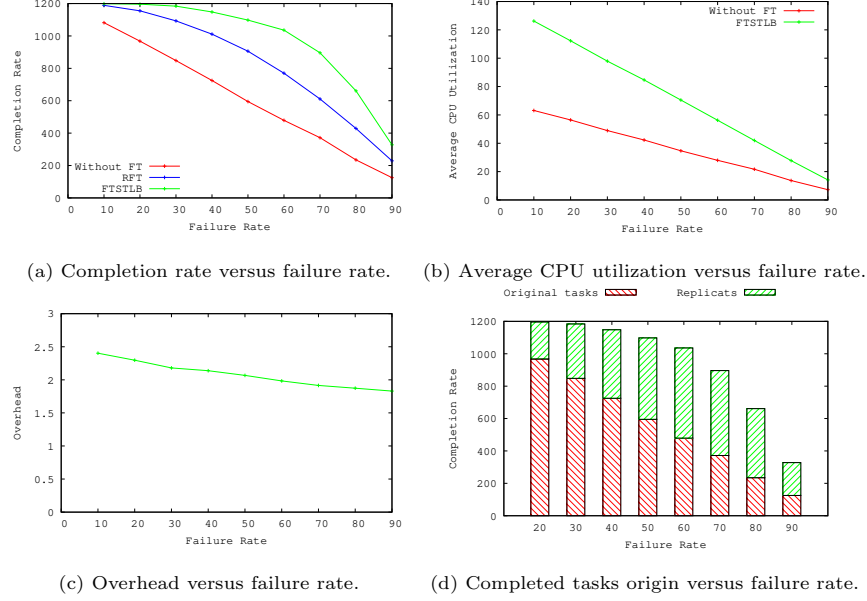 1200
1000
800
600
400
200
0
Completion Rate
Without FT
RFT
FTSTLB
0 10 20 30 40 50 60 70 80 90
Failure Rate
(a) Completion rate versus failure rate.
140
120
100
80
60
40
20
0
Average CPU Utilization
Without FT
FTSTLB
0 10 20 30 40 50 60 70 80 90
Failure Rate
(b) Average CPU utilization versus failure rate.
3
2.5
2
1.5
1
0.5
0
Overhead
0 10 20 30 40 50 60 70 80 90
Failure Rate
(c) Overhead versus failure rate.
Original tasks Replicats
1200
1000
800
600
400
200
0
Completion Rate
20 30 40 50 60 70 80 90
Failure Rate
(d) Completed tasks origin versus failure rate.